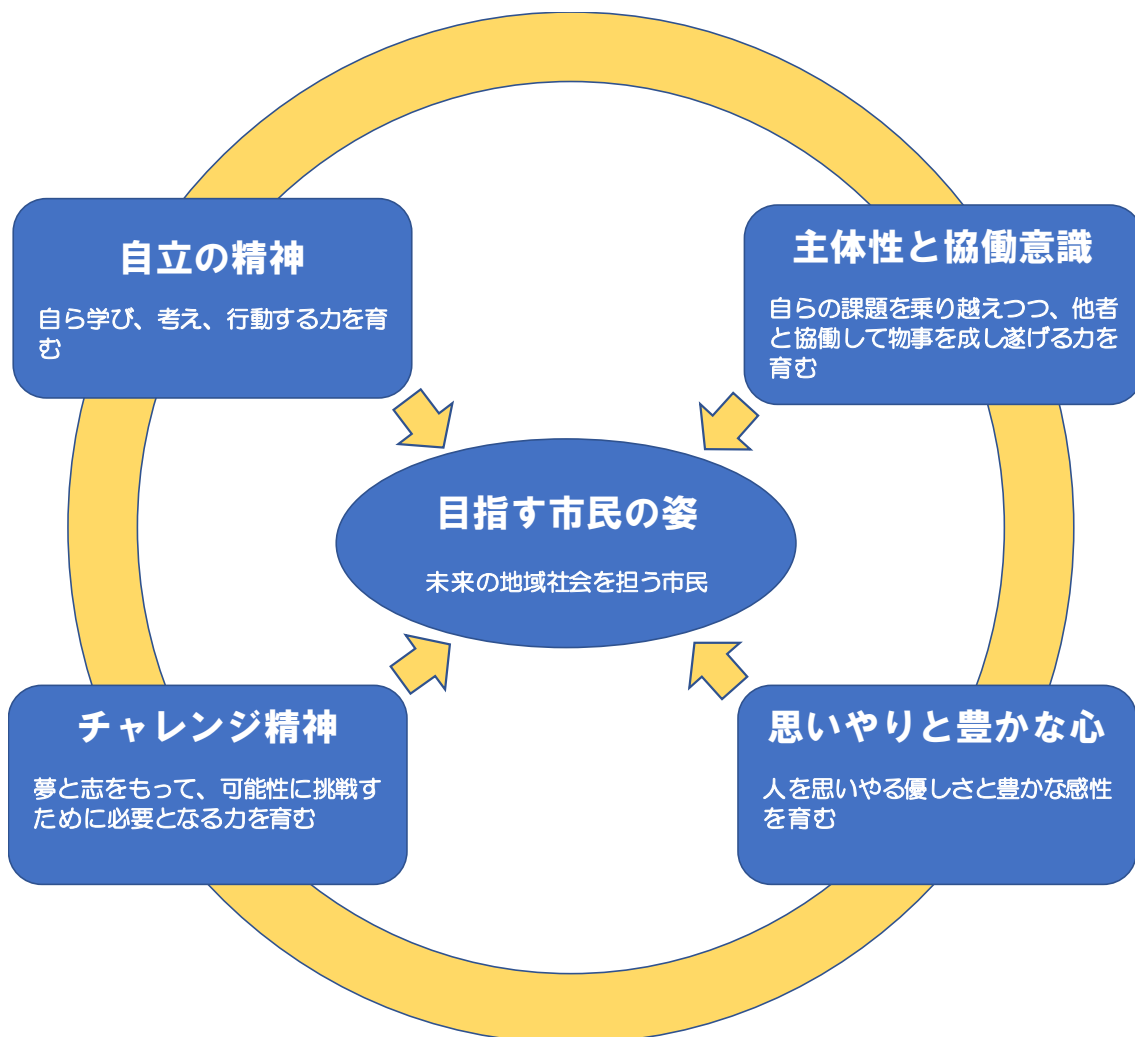 自立の精神
自ら学び、考え、行動する力を育
む
主体性と協働意識
自らの課題を乗り越えつつ、他者
と協働して物事を成し遂げる力を
育む
目指す市民の姿
未来の地域社会を担う市民
チャレンジ精神
夢と志をもって、可能性に挑戦す
ために必要となる力を育む
思いやりと豊かな心
人を思いやる優しさと豊かな感性
を育む